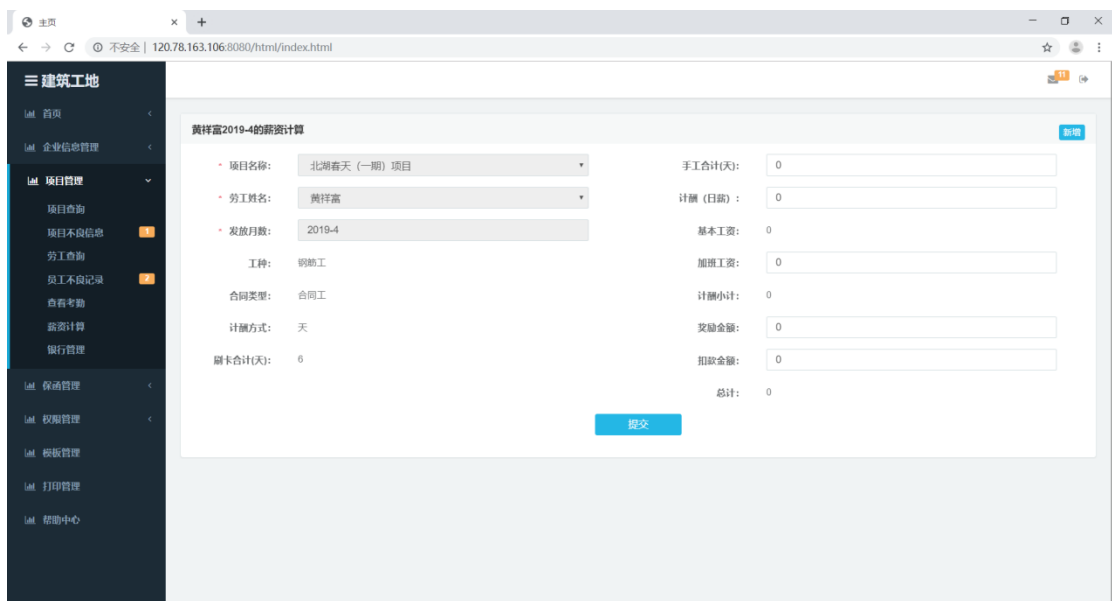 主页
不安全 | 120.78.163.106:8080/html/index.html
建筑工地
11
首页
企业信息管理
项目管理
项目查询
项目不良信息 1
劳工查询
员工不良记录 2
查看考勤
薪资计算
银行管理
保函管理
权限管理
模板管理
打印管理
帮助中心
黄祥富2019-4的薪资计算
新增
* 项目名称: 北湖春天（一期）项目
* 劳工姓名: 黄祥富
* 发放月数: 2019-4
工种: 钢筋工
合同类型: 合同工
计酬方式: 天
刷卡合计(天): 6
手工合计(天): 0
计酬（日薪）: 0
基本工资: 0
加班工资: 0
计酬小计: 0
奖励金额: 0
扣款金额: 0
总计: 0
提交